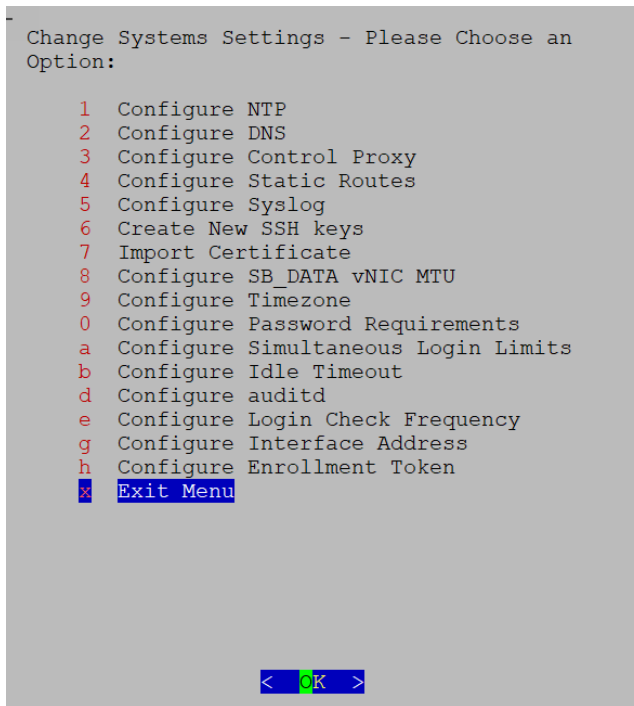 Change Systems Settings - Please Choose an
Option:
1 Configure NTP
2 Configure DNS
3 Configure Control Proxy
4 Configure Static Routes
5 Configure Syslog
6 Create New SSH keys
7 Import Certificate
8 Configure SB_DATA vNIC MTU
9 Configure Timezone
0 Configure Password Requirements
a Configure Simultaneous Login Limits
b Configure Idle Timeout
d Configure auditd
e Configure Login Check Frequency
g Configure Interface Address
h Configure Enrollment Token
x Exit Menu
< OK >